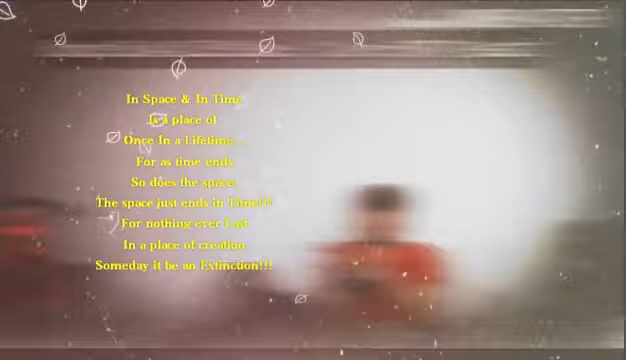 In Space & In Time
Is a place of
Once In a Lifetime...
For as time ends
So does the space.
The space just ends in Time!!!
For nothing ever Last
In a place of creation
Someday it be an Extinction!!!